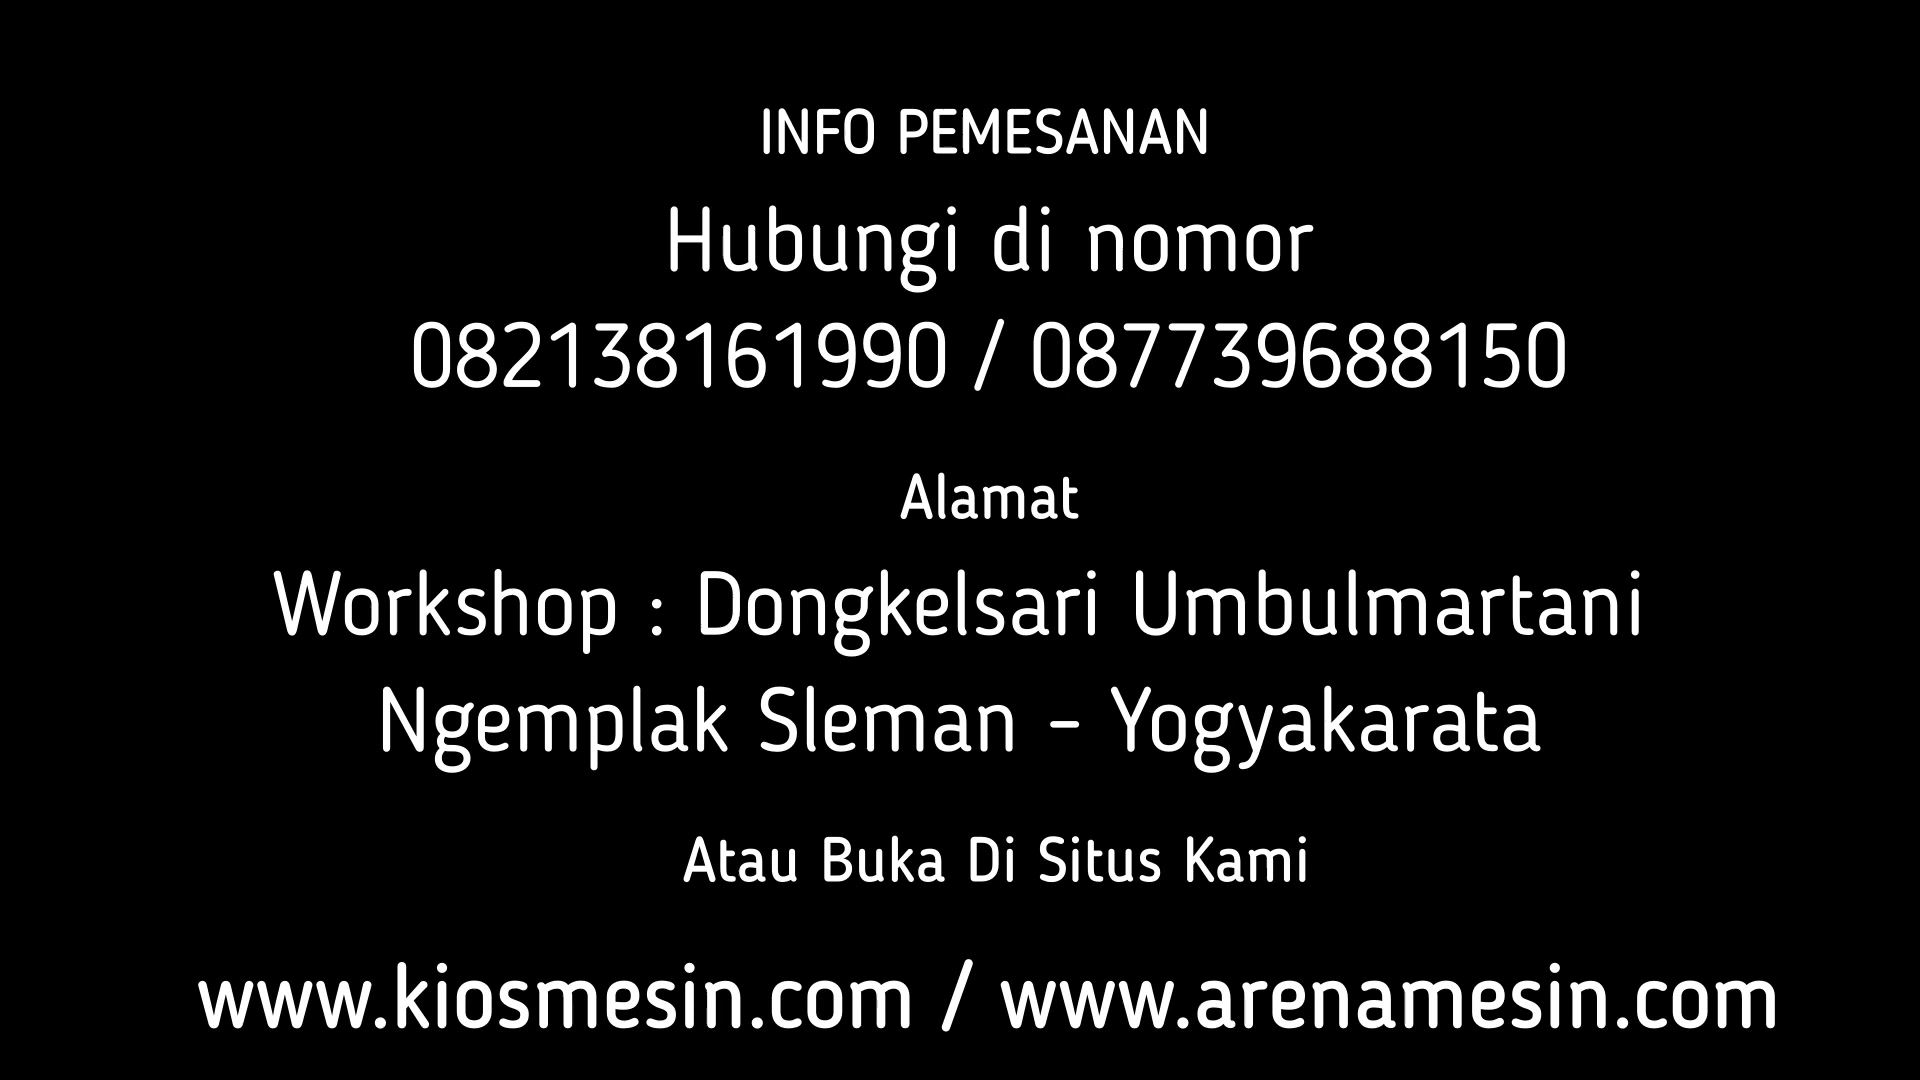 INFO PEMESANAN
Hubungi di nomor
082138161990 / 087739688150
Alamat
Workshop : Dongkelsari Umbulmartani
Ngemplak Sleman - Yogyakarata
Atau Buka Di Situs Kami
www.kiosmesin.com / www.arenamesin.com